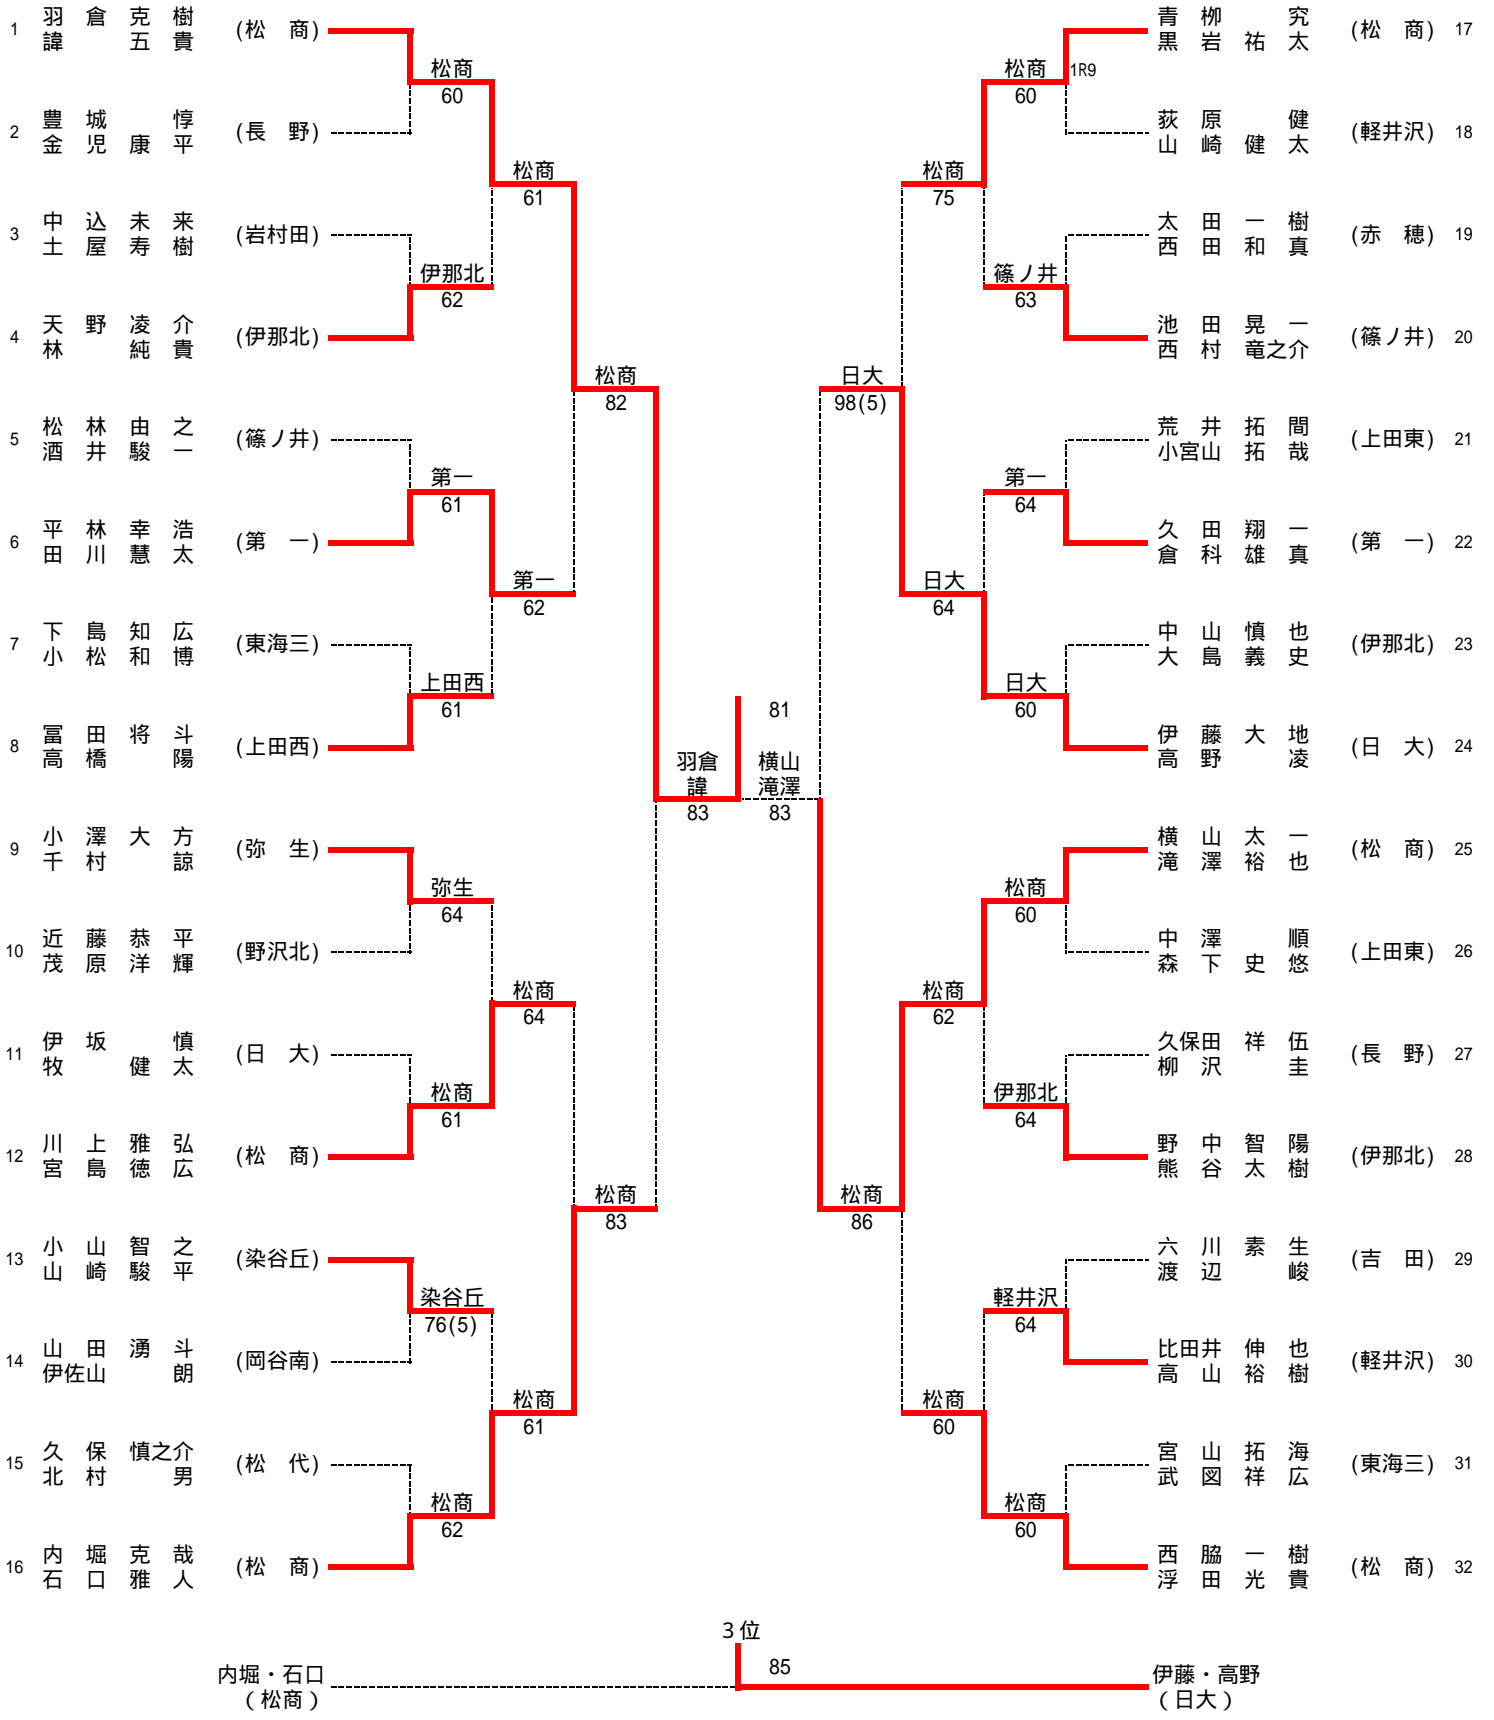 1 羽倉克樹 (松商)
諱五貴
松商
60
2 豊城惇 (長野)
金児康平
松商
61
3 中込未来 (岩村田)
土屋寿樹
伊那北
62
4 天野凌介 (伊那北)
林純貴
松商
82
5 松林由之 (篠ノ井)
酒井駿一
第一
61
6 平林幸浩 (第一)
田川慧太
第一
62
7 下島知広 (東海三)
小松和博
上田西
61
8 冨田将斗 (上田西)
高橋陽
羽倉
諱
83
9 小澤大方 (弥生)
千村諒
弥生
64
10 近藤恭平 (野沢北)
茂原洋輝
松商
64
11 伊坂慎 (日大)
牧健太
松商
61
12 川上雅弘 (松商)
宮島徳広
松商
83
13 小山智之 (染谷丘)
山崎駿平
染谷丘
76(5)
14 山田湧斗 (岡谷南)
伊佐山朗
松商
61
15 久保慎之介 (松代)
北村男
松商
62
16 内堀克哉 (松商)
石口雅人
81
青栁究 (松商) 17
黒岩祐太
松商 1R9
60
荻原健 (軽井沢) 18
山崎健太
松商
75
太田一樹 (赤穂) 19
西田和真
篠ノ井
63
池田晃一 (篠ノ井) 20
西村竜之介
日大
98(5)
荒井拓間 (上田東) 21
小宮山拓哉
第一
64
久田翔一 (第一) 22
倉科雄真
日大
64
中山慎也 (伊那北) 23
大島義史
日大
60
伊藤大地 (日大) 24
高野凌
横山
滝澤
83
横山太一 (松商) 25
滝澤裕也
松商
60
中澤順 (上田東) 26
森下史悠
松商
62
久保田祥伍 (長野) 27
柳沢圭
伊那北
64
野中智陽 (伊那北) 28
熊谷太樹
松商
86
六川素生 (吉田) 29
渡辺峻
軽井沢
64
比田井伸也 (軽井沢) 30
高山裕樹
松商
60
宮山拓海 (東海三) 31
武図祥広
松商
60
西脇一樹 (松商) 32
浮田光貴
3位
85
内堀・石口
(松商)
伊藤・高野
(日大)